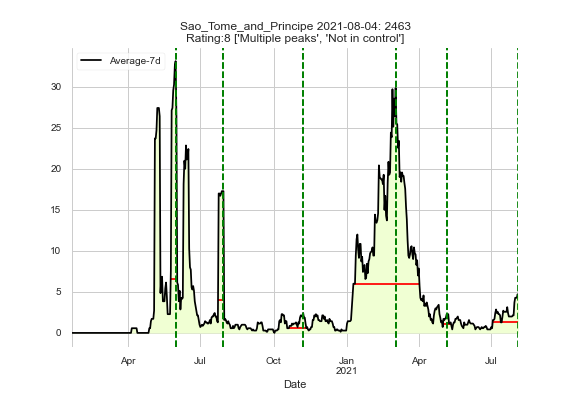 Sao_Tome_and_Principe 2021-08-04: 2463
Rating:8 ['Multiple peaks', 'Not in control']
Average-7d
30
25
20
15
10
5
0
Apr
Jul
Oct
Jan
2021
Apr
Jul
Date